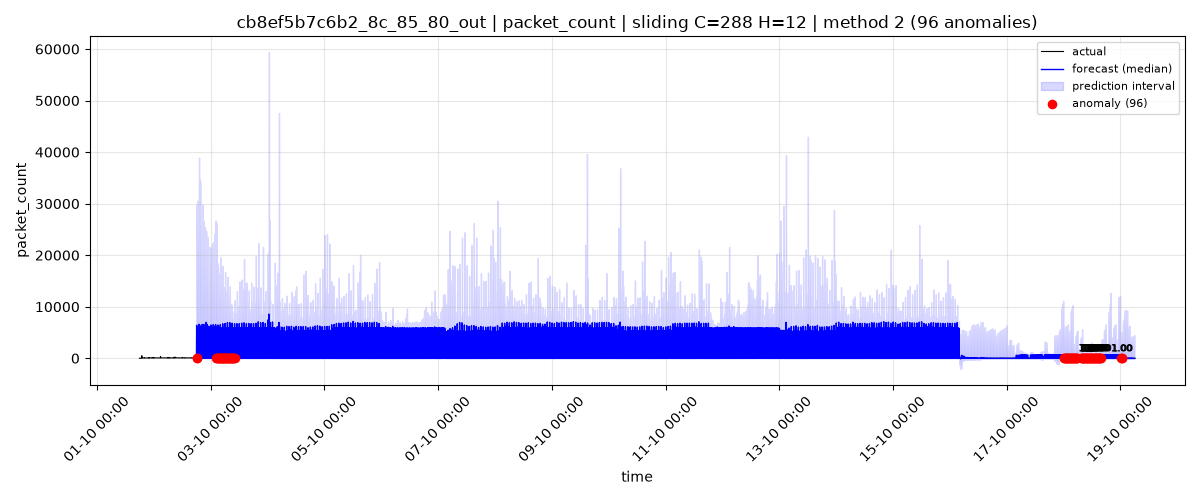 cb8ef5b7c6b2_8c_85_80_out | packet_count | sliding C=288 H=12 | method 2 (96 anomalies)
actual
forecast (median)
prediction interval
anomaly (96)
packet_count
60000
50000
40000
30000
20000
10000
0
01-10 00:00
03-10 00:00
05-10 00:00
07-10 00:00
09-10 00:00
11-10 00:00
13-10 00:00
15-10 00:00
17-10 00:00
19-10 00:00
time